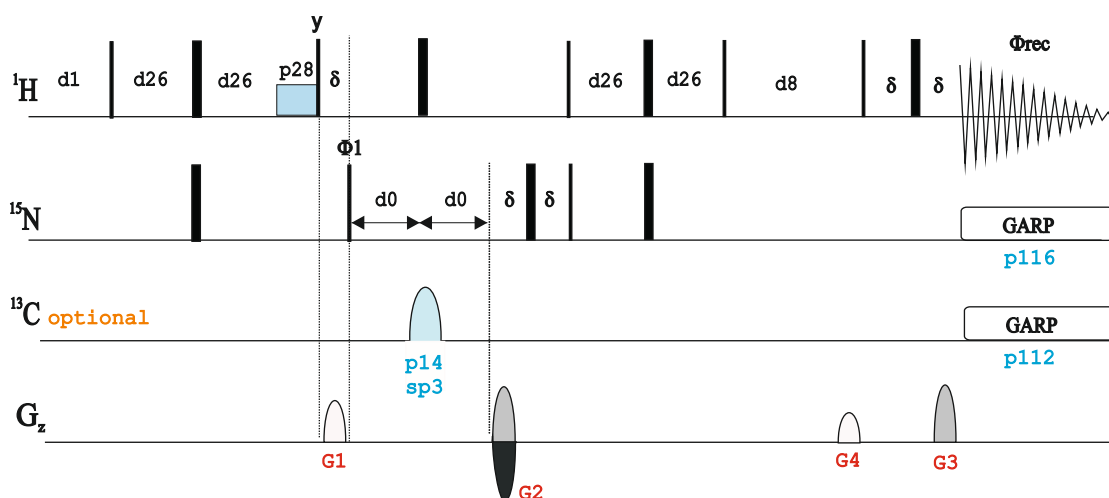 y
Φrec
¹H d1 d26 d26 p28 δ d26 d26 d8 δ δ
Φ1
¹⁵N d0 d0 δ δ GARP
p116
¹³C optional GARP
p14 p112
sp3
G_z
G1 G4 G3
G2